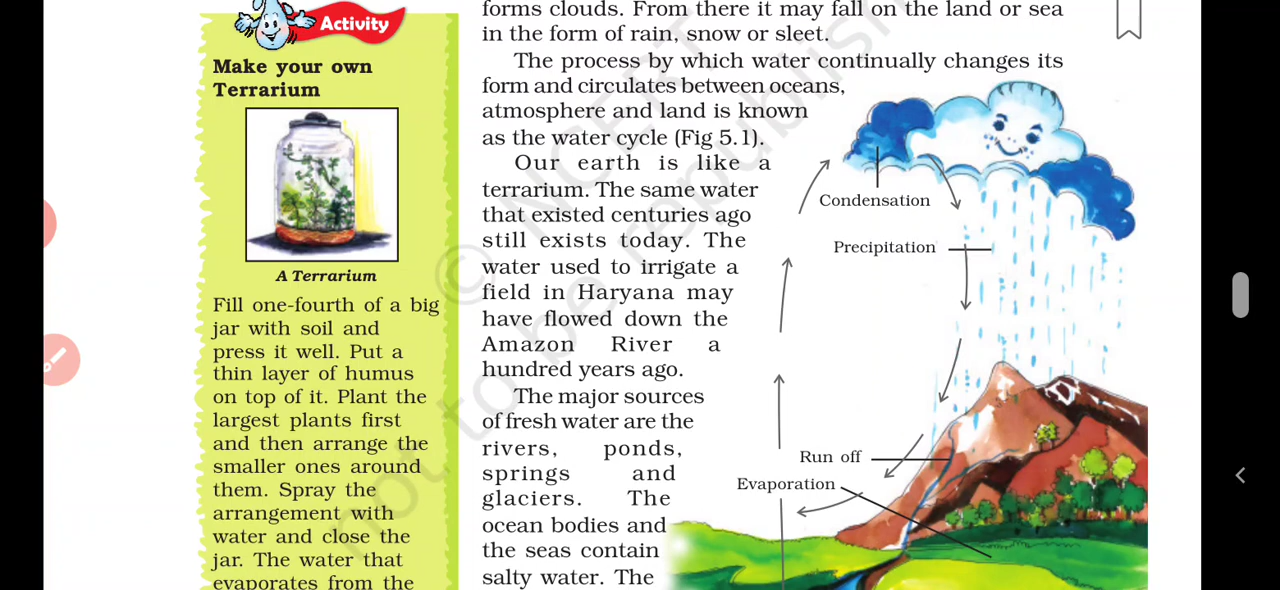 Activity
Make your own
Terrarium
A Terrarium
Fill one-fourth of a big
jar with soil and
press it well. Put a
thin layer of humus
on top of it. Plant the
largest plants first
and then arrange the
smaller ones around
them. Spray the
arrangement with
water and close the
jar. The water that
evaporates from the
forms clouds. From there it may fall on the land or sea
in the form of rain, snow or sleet.
The process by which water continually changes its
form and circulates between oceans,
atmosphere and land is known
as the water cycle (Fig 5.1).
Our earth is like a
terrarium. The same water
that existed centuries ago
still exists today. The
water used to irrigate a
field in Haryana may
have flowed down the
Amazon River a
hundred years ago.
The major sources
of fresh water are the
rivers, ponds,
springs and
glaciers. The
ocean bodies and
the seas contain
salty water. The
Condensation
Precipitation
Run off
Evaporation
© NCERT
not to be republish